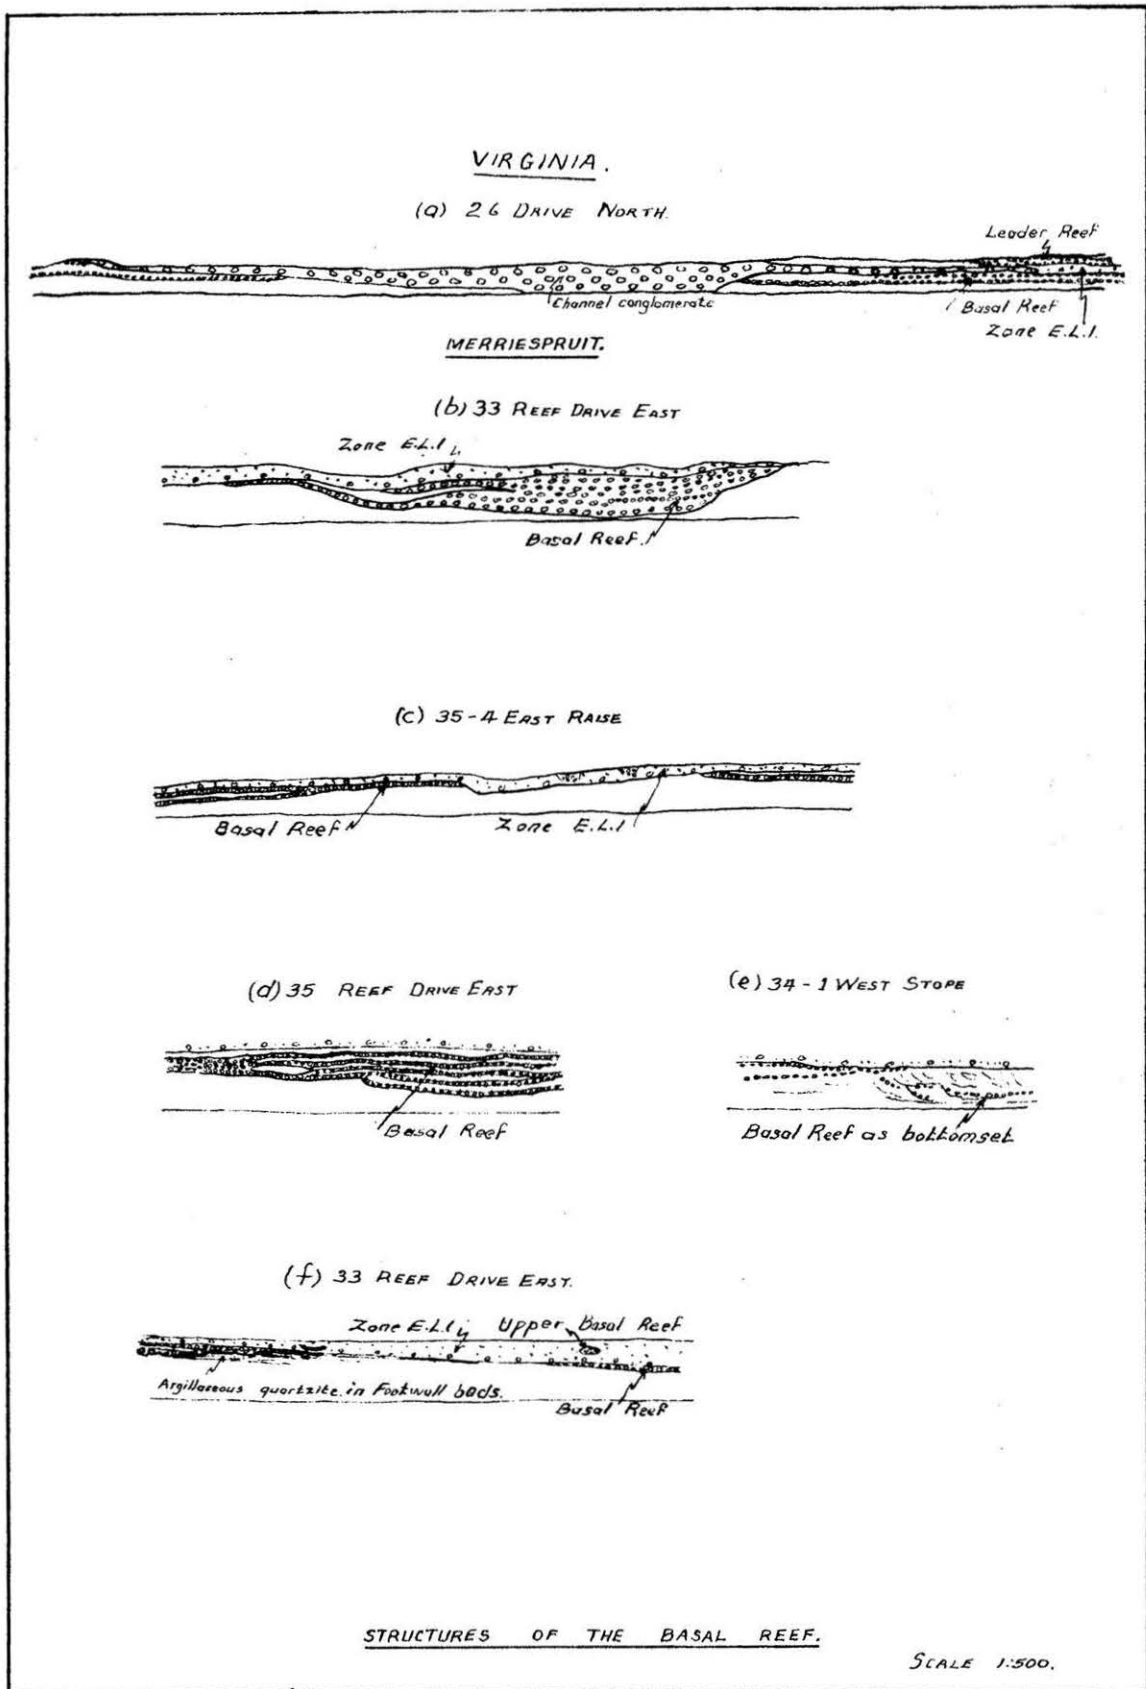 VIRGINIA.
(a) 26 DRIVE NORTH.
Leader Reef
Channel conglomerate
Basal Reef
Zone E.L.1.
MERRIESPRUIT.
(b) 33 REEF DRIVE EAST
Zone E.L.1
Basal Reef.
(c) 35-4 EAST RAISE
Basal Reef
Zone E.L.1
(d) 35 REEF DRIVE EAST
Basal Reef
(e) 34-1 WEST STOPE
Basal Reef as bottomset
(f) 33 REEF DRIVE EAST.
Zone E.L.1 Upper Basal Reef
Argillaceous quartzite in Footwall beds.
Basal Reef
STRUCTURES OF THE BASAL REEF.
SCALE 1:500.